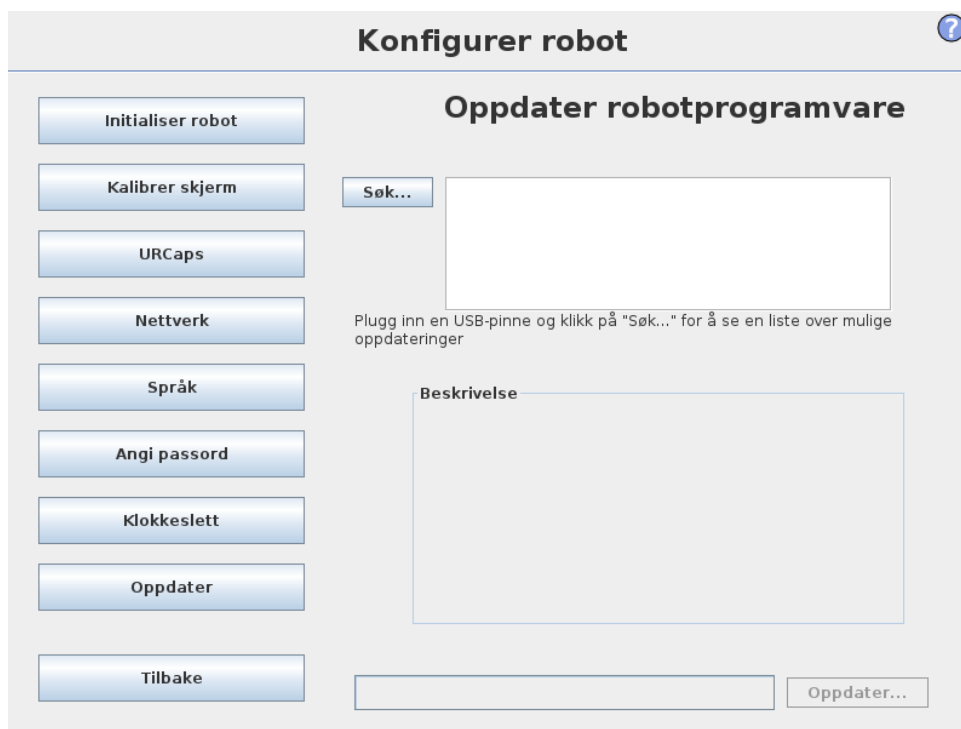 Konfigurer robot
?
Initialiser robot
Kalibrer skjerm
URCaps
Nettverk
Språk
Angi passord
Klokkeslett
Oppdater
Tilbake
Oppdater robotprogramvare
Søk...
Plugg inn en USB-pinne og klikk på "Søk..." for å se en liste over mulige
oppdateringer
Beskrivelse
Oppdater...